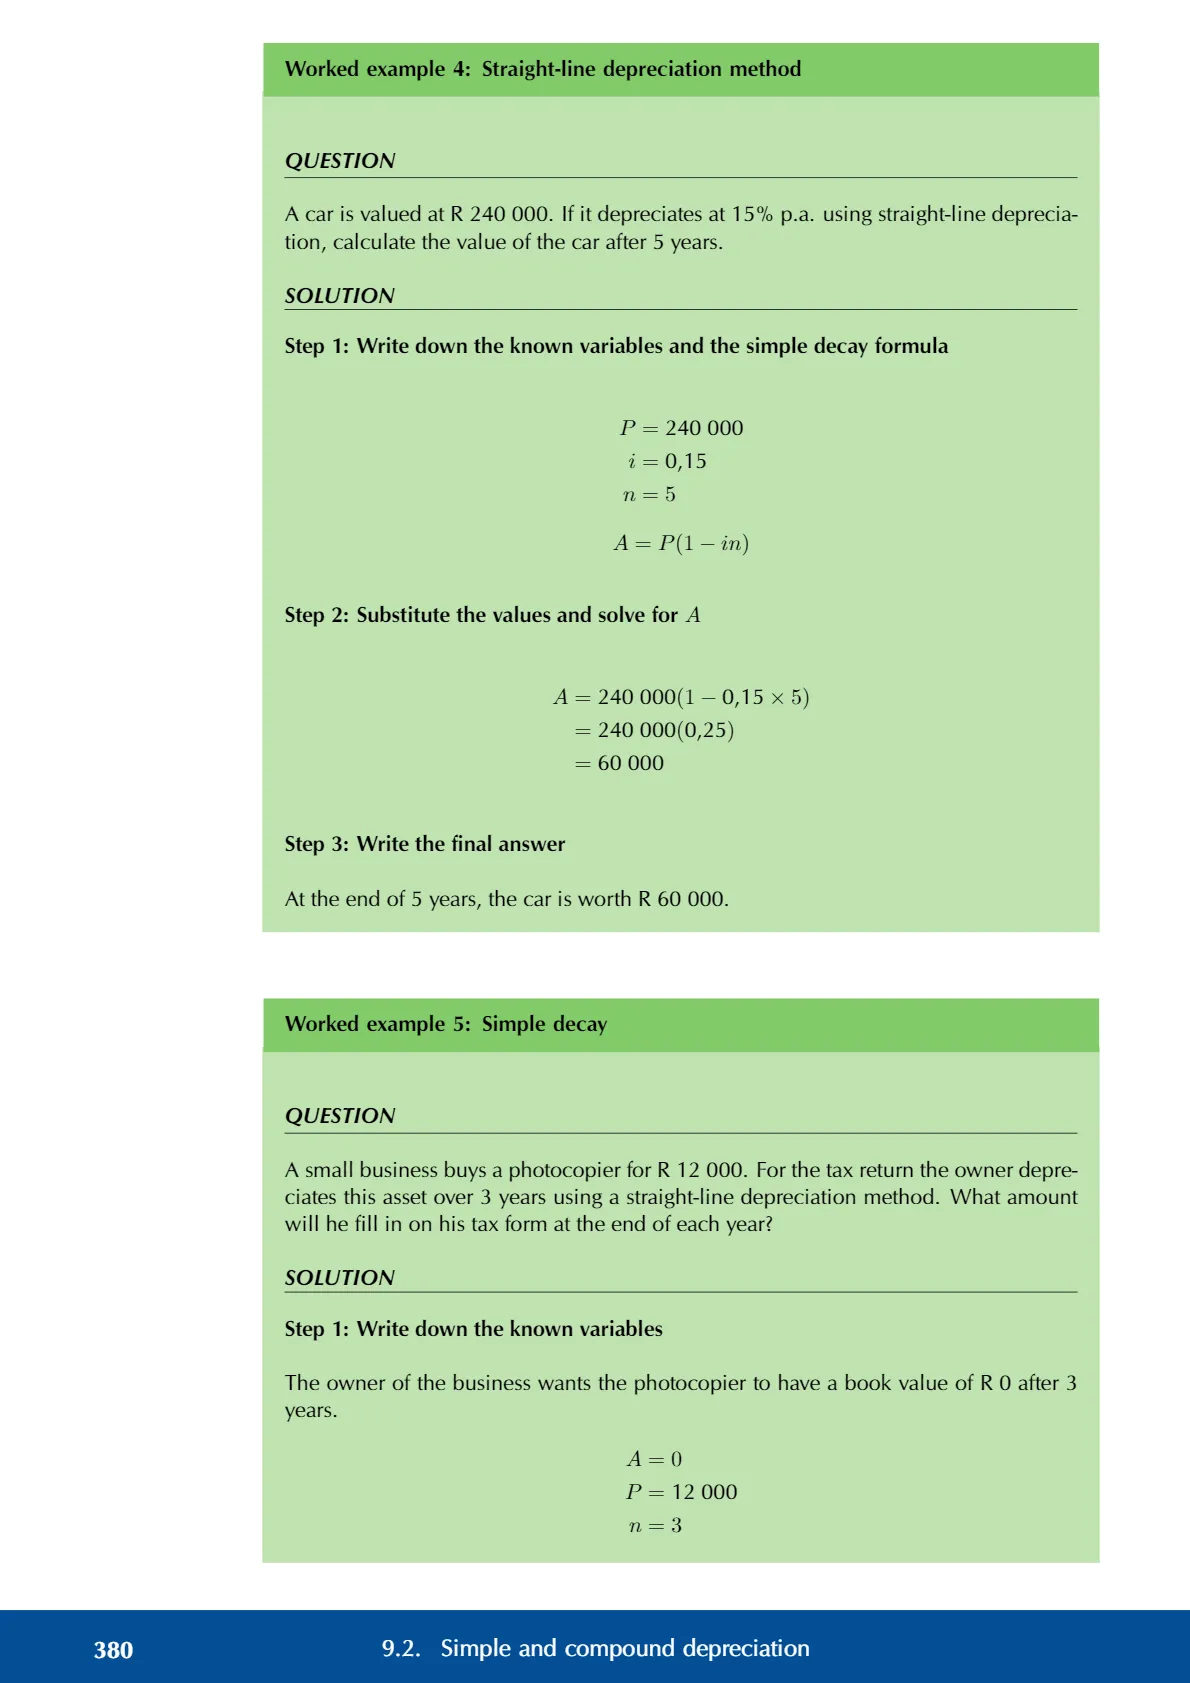 Worked example 4: Straight-line depreciation method
QUESTION
A car is valued at R 240 000. If it depreciates at 15% p.a. using straight-line deprecia-
tion, calculate the value of the car after 5 years.
SOLUTION
Step 1: Write down the known variables and the simple decay formula
P = 240 000
i = 0,15
n = 5
A = P(1 − in)
Step 2: Substitute the values and solve for A
A = 240 000(1 − 0,15 × 5)
= 240 000(0,25)
= 60 000
Step 3: Write the final answer
At the end of 5 years, the car is worth R 60 000.
Worked example 5: Simple decay
QUESTION
A small business buys a photocopier for R 12 000. For the tax return the owner depre-
ciates this asset over 3 years using a straight-line depreciation method. What amount
will he fill in on his tax form at the end of each year?
SOLUTION
Step 1: Write down the known variables
The owner of the business wants the photocopier to have a book value of R 0 after 3
years.
A = 0
P = 12 000
n = 3
380 9.2. Simple and compound depreciation